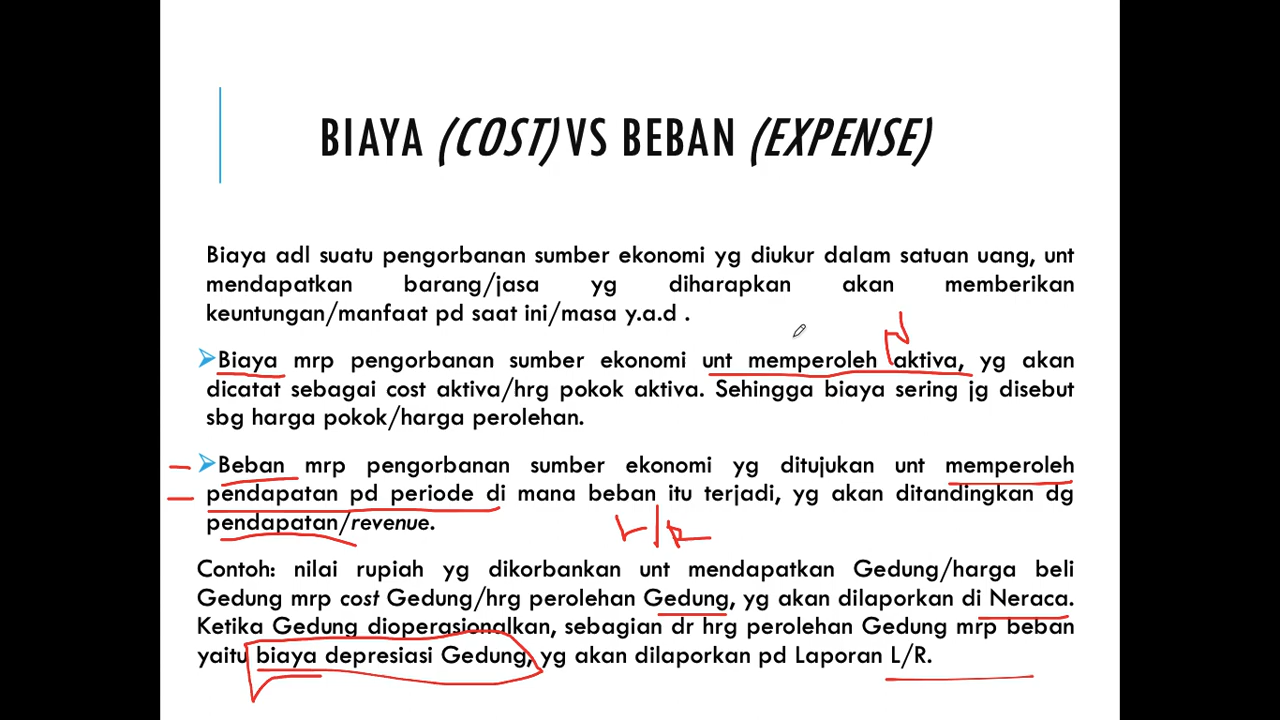 BIAYA (COST) VS BEBAN (EXPENSE)
Biaya adl suatu pengorbanan sumber ekonomi yg diukur dalam satuan uang, unt
mendapatkan barang/jasa yg diharapkan akan memberikan
keuntungan/manfaat pd saat ini/masa y.a.d .
N
➤Biaya mrp pengorbanan sumber ekonomi unt memperoleh aktiva, yg akan
dicatat sebagai cost aktiva/hrg pokok aktiva. Sehingga biaya sering jg disebut
sbg harga pokok/harga perolehan.
➤Beban mrp pengorbanan sumber ekonomi yg ditujukan unt memperoleh
pendapatan pd periode di mana beban itu terjadi, yg akan ditandingkan dg
pendapatan/revenue.
L/R
Contoh: nilai rupiah yg dikorbankan unt mendapatkan Gedung/harga beli
Gedung mrp cost Gedung/hrg perolehan Gedung, yg akan dilaporkan di Neraca.
Ketika Gedung dioperasionalkan, sebagian dr hrg perolehan Gedung mrp beban
yaitu biaya depresiasi Gedung, yg akan dilaporkan pd Laporan L/R.